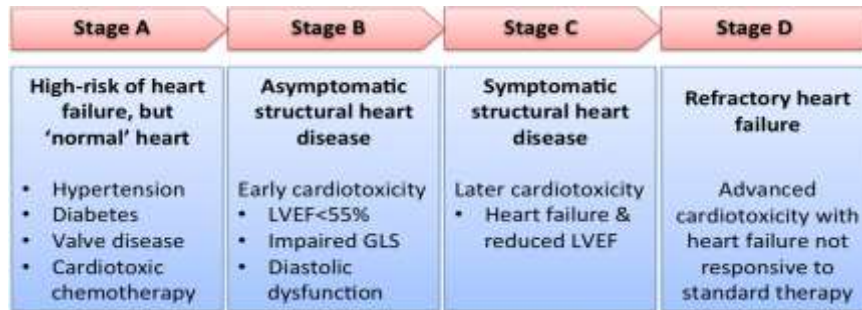 Stage A
Stage B
Stage C
Stage D
High-risk of heart
failure, but
‘normal’ heart
• Hypertension
• Diabetes
• Valve disease
• Cardiotoxic
chemotherapy
Asymptomatic
structural heart
disease
Early cardiotoxicity
• LVEF<55%
• Impaired GLS
• Diastolic
dysfunction
Symptomatic
structural heart
disease
Later cardiotoxicity
• Heart failure &
reduced LVEF
Refractory heart
failure
Advanced
cardiotoxicity with
heart failure not
responsive to
standard therapy